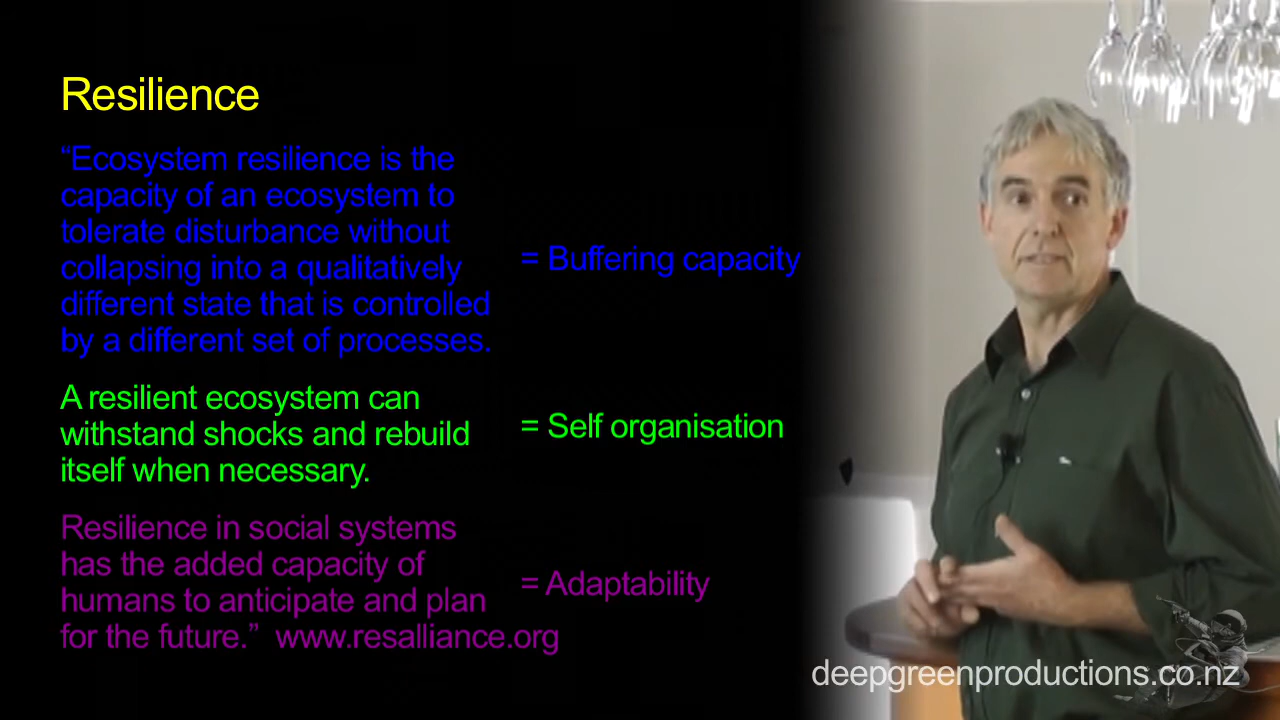 Resilience
“Ecosystem resilience is the
capacity of an ecosystem to
tolerate disturbance without
collapsing into a qualitatively
different state that is controlled
by a different set of processes.
= Buffering capacity
A resilient ecosystem can
withstand shocks and rebuild
itself when necessary.
= Self organisation
Resilience in social systems
has the added capacity of
humans to anticipate and plan
for the future.”  www.resalliance.org
= Adaptability
deepgreenproductions.co.nz